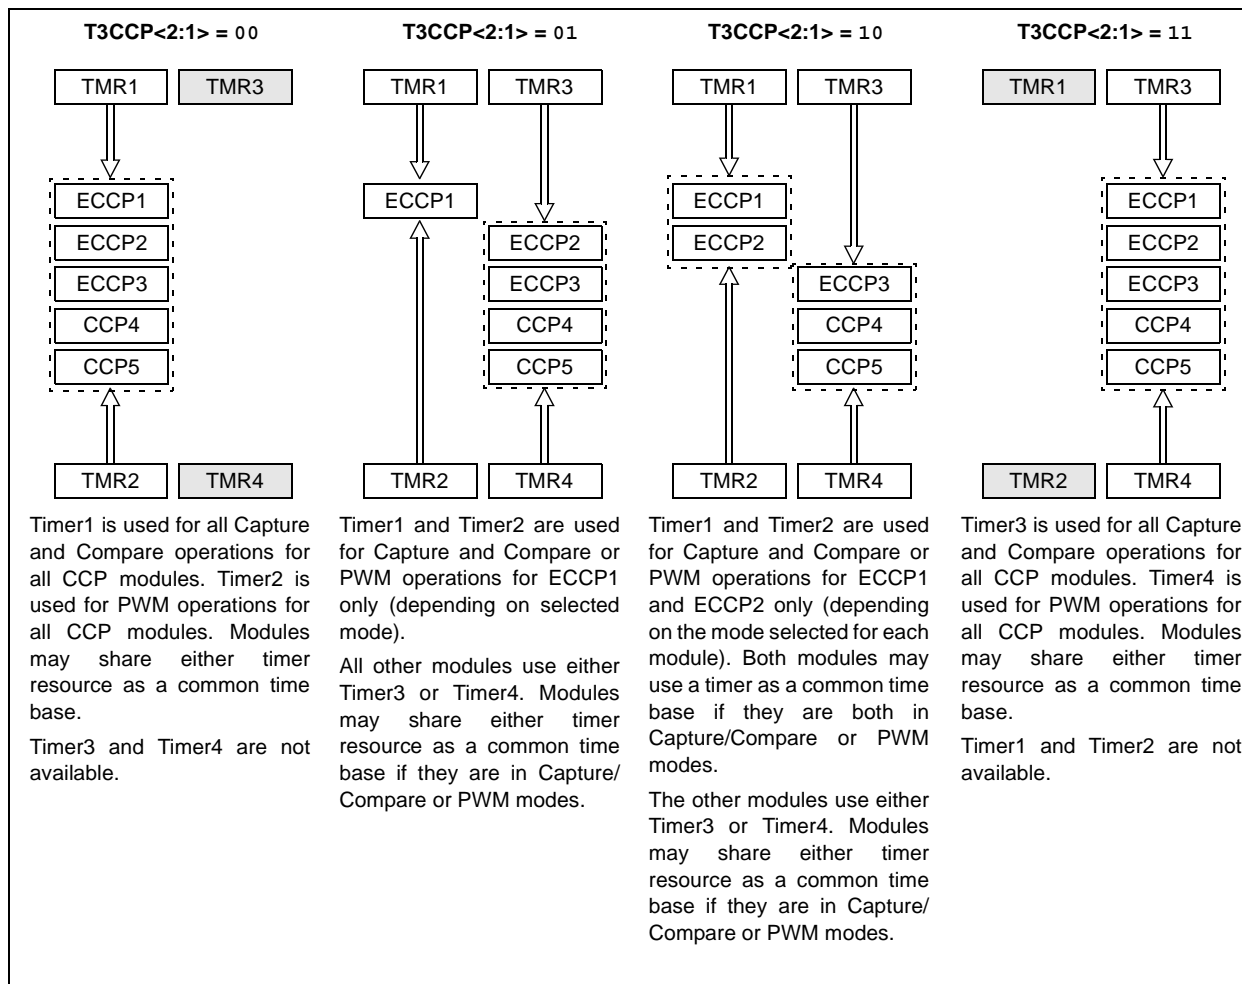 T3CCP<2:1> = 00
TMR1 TMR3
ECCP1
ECCP2
ECCP3
CCP4
CCP5
TMR2 TMR4
Timer1 is used for all Capture
and Compare operations for
all CCP modules. Timer2 is
used for PWM operations for
all CCP modules. Modules
may share either timer
resource as a common time
base.
Timer3 and Timer4 are not
available.
T3CCP<2:1> = 01
TMR1 TMR3
ECCP1
ECCP2
ECCP3
CCP4
CCP5
TMR2 TMR4
Timer1 and Timer2 are used
for Capture and Compare or
PWM operations for ECCP1
only (depending on selected
mode).
All other modules use either
Timer3 or Timer4. Modules
may share either timer
resource as a common time
base if they are in Capture/
Compare or PWM modes.
T3CCP<2:1> = 10
TMR1 TMR3
ECCP1
ECCP2
ECCP3
CCP4
CCP5
TMR2 TMR4
Timer1 and Timer2 are used
for Capture and Compare or
PWM operations for ECCP1
and ECCP2 only (depending
on the mode selected for each
module). Both modules may
use a timer as a common time
base if they are both in
Capture/Compare or PWM
modes.
The other modules use either
Timer3 or Timer4. Modules
may share either timer
resource as a common time
base if they are in Capture/
Compare or PWM modes.
T3CCP<2:1> = 11
TMR1 TMR3
ECCP1
ECCP2
ECCP3
CCP4
CCP5
TMR2 TMR4
Timer3 is used for all Capture
and Compare operations for
all CCP modules. Timer4 is
used for PWM operations for
all CCP modules. Modules
may share either timer
resource as a common time
base.
Timer1 and Timer2 are not
available.